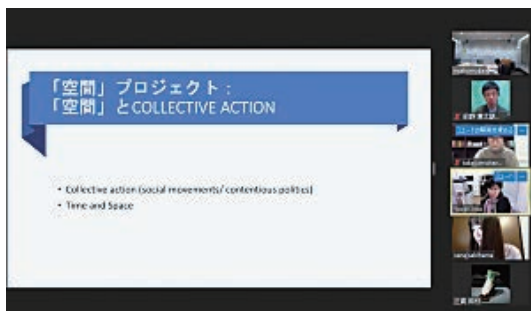 「空間」プロジェクト：
「空間」とCOLLECTIVE ACTION
• Collective action (social movements/ contentious politics)
• Time and Space